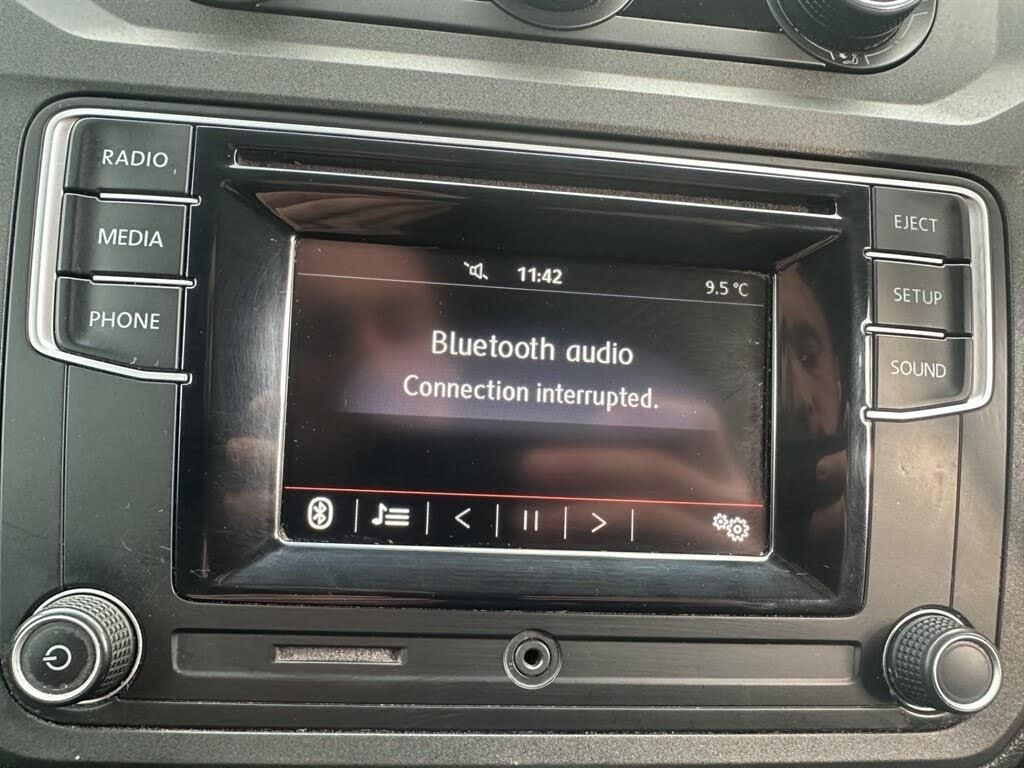 RADIO
MEDIA
PHONE
11:42
9.5 °C
Bluetooth audio
Connection interrupted.
EJECT
SETUP
SOUND